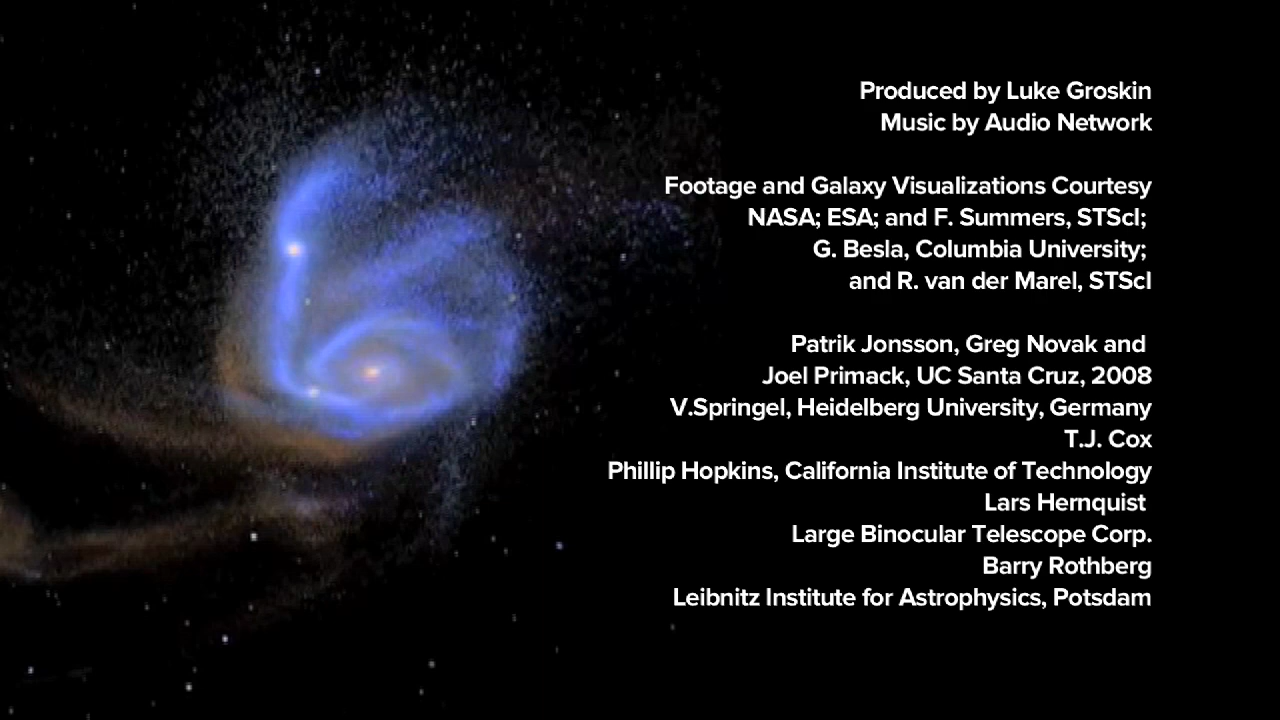 Produced by Luke Groskin
Music by Audio Network
Footage and Galaxy Visualizations Courtesy
NASA; ESA; and F. Summers, STScI;
G. Besla, Columbia University;
and R. van der Marel, STScI
Patrik Jonsson, Greg Novak and
Joel Primack, UC Santa Cruz, 2008
V.Springel, Heidelberg University, Germany
T.J. Cox
Phillip Hopkins, California Institute of Technology
Lars Hernquist
Large Binocular Telescope Corp.
Barry Rothberg
Leibnitz Institute for Astrophysics, Potsdam